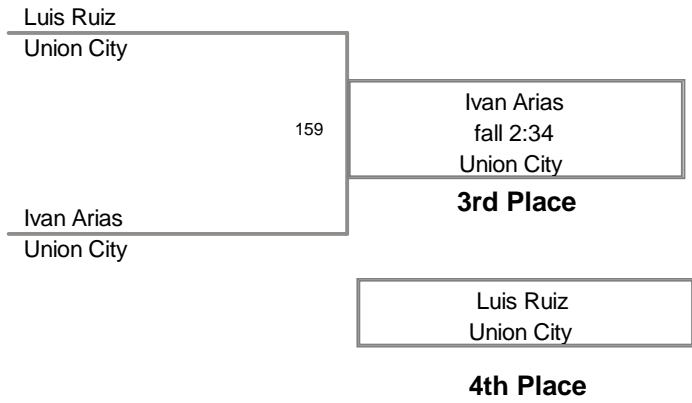 Luis Ruiz
Union City
159
Ivan Arias
fall 2:34
Union City
3rd Place
Ivan Arias
Union City
Luis Ruiz
Union City
4th Place